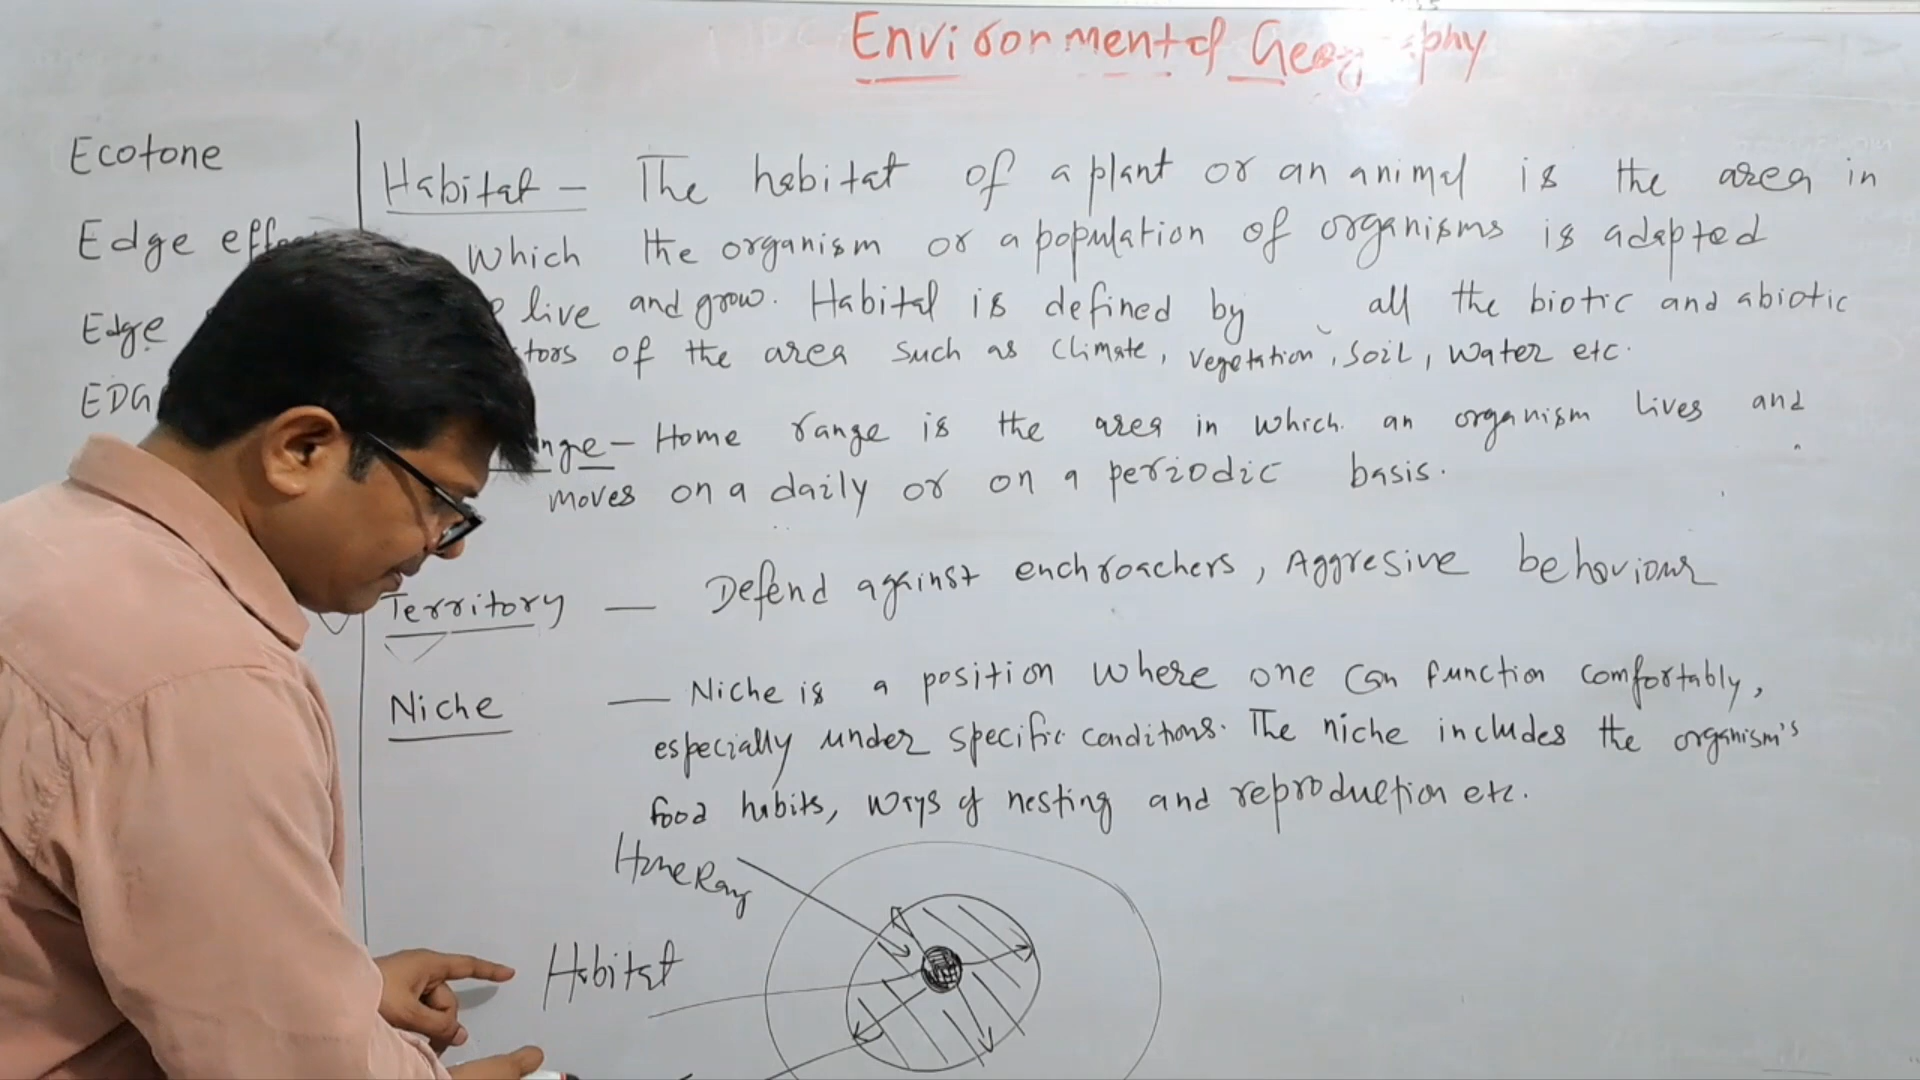 Environmental Geography
Ecotone
Edge
Edge
EDG
Habitat - The habitat of a plant or an animal is the area in
which the organism or a population of organisms is adapted
live and grow. Habitat is defined by all the biotic and abiotic
tors of the area such as climate, vegetation, soil, water etc.
nge - Home range is the area in which an organism lives and
moves on a daily or on a periodic basis.
Territory — Defend against enchroachers, Aggresive behaviour
Niche — Niche is a position where one can function comfortably,
especially under specific conditions. The niche includes the organism's
food habits, ways of nesting and reproduction etc.
Home Rang
Habitat